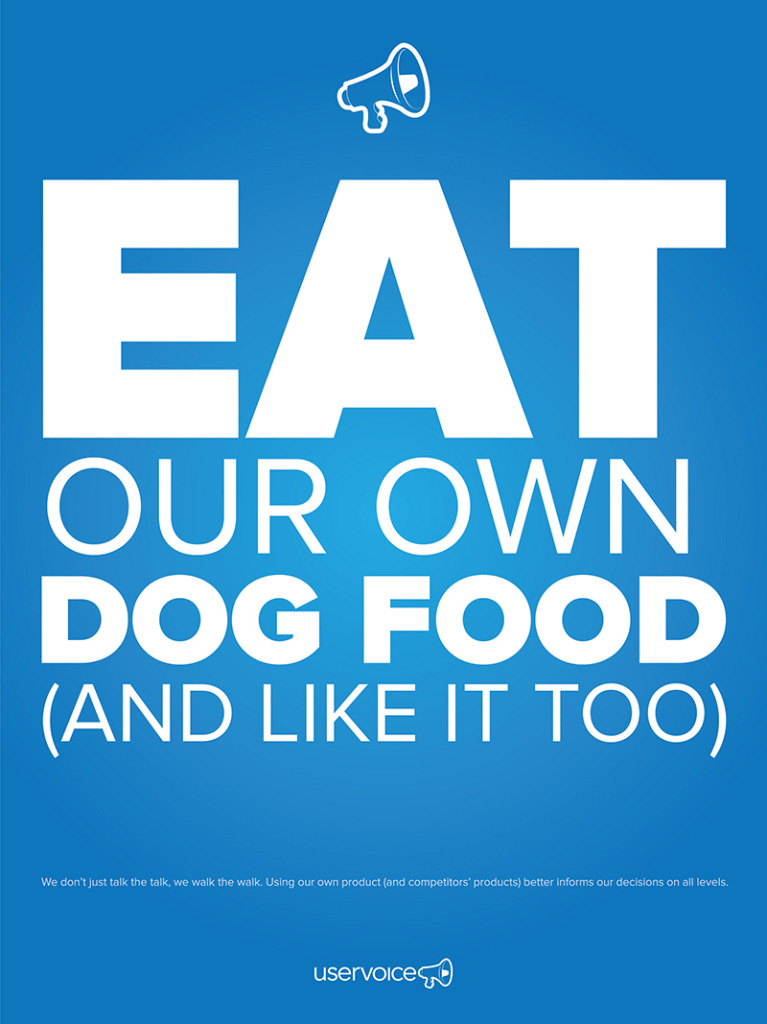 EAT
OUR OWN
DOG FOOD
(AND LIKE IT TOO)
We don't just talk the talk, we walk the walk. Using our own product (and competitors' products) better informs our decisions on all levels.
uservoice